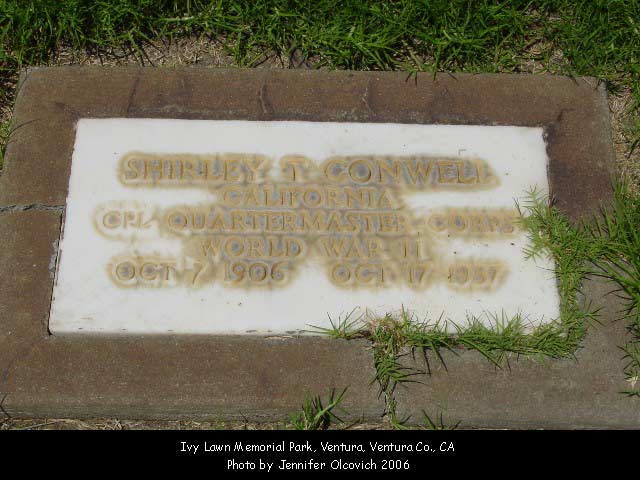 SHIRLEY T CONWELL
CALIFORNIA
CPL QUARTERMASTER CORPS
WORLD WAR II
OCT 7 1906 OCT 17 1957
Ivy Lawn Memorial Park, Ventura, Ventura Co., CA
Photo by Jennifer Olcovich 2006